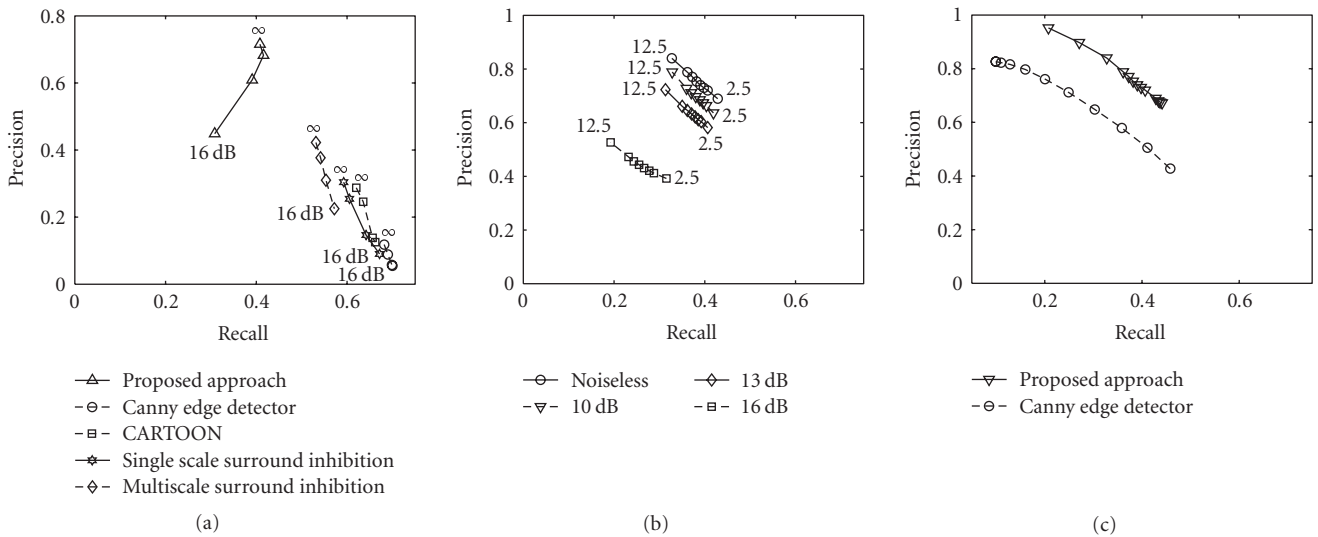 0.8
0.6
0.4
0.2
0
Precision
0
0.2
0.4
0.6
Recall
∞
16 dB
∞
16 dB
∞
∞
16 dB
∞
16 dB
Proposed approach
Canny edge detector
CARTOON
Single scale surround inhibition
Multiscale surround inhibition
(a)
1
0.8
0.6
0.4
0.2
0
Precision
0
0.2
0.4
0.6
Recall
12.5
12.5
12.5
12.5
2.5
2.5
2.5
2.5
Noiseless
10 dB
13 dB
16 dB
(b)
1
0.8
0.6
0.4
0.2
0
Precision
0.2
0.4
0.6
Recall
Proposed approach
Canny edge detector
(c)